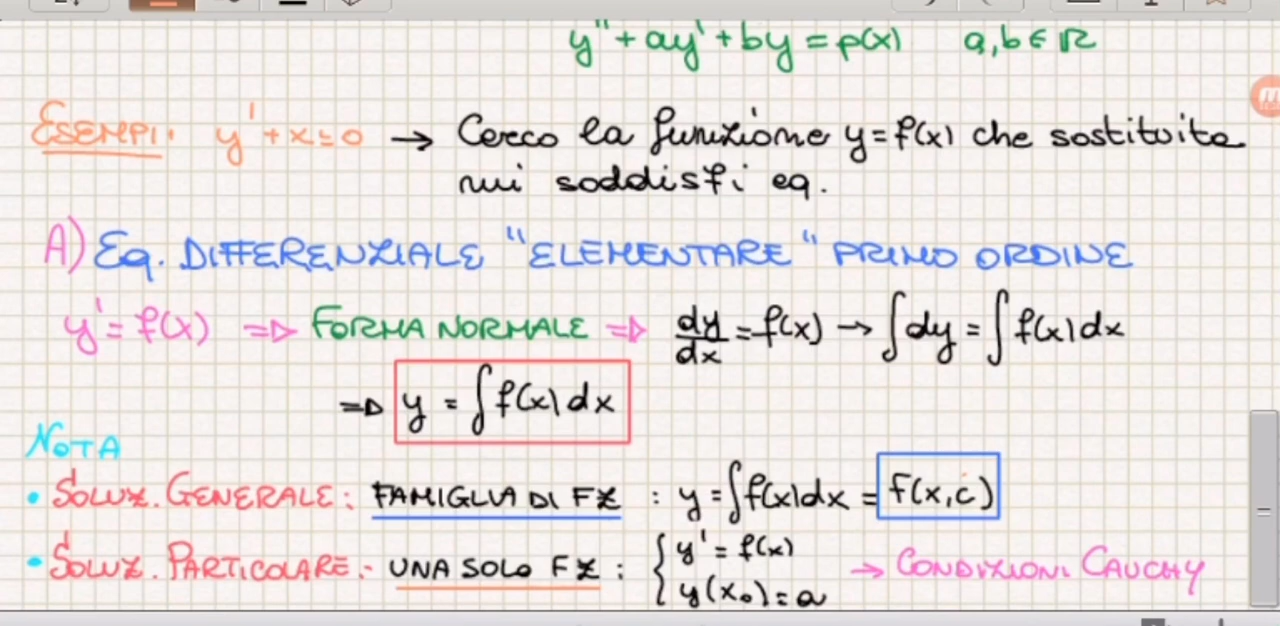 y" + ay' + by = p(x) a, b ∈ ℝ
ESEMPI: y' + x = 0 → Cerco la funzione y = f(x) che sostituita
mi soddisfi eq.
A) Eq. DIFFERENZIALE "ELEMENTARE" PRIMO ORDINE
y' = f(x) ⇒ FORMA NORMALE ⇒ dy/dx = f(x) → ∫dy = ∫f(x)dx
⇒ y = ∫f(x)dx
NOTA
• SOLUZ. GENERALE: FAMIGLIA DI FZ : y = ∫f(x)dx = F(x, c)
• SOLUZ. PARTICOLARE:- UNA SOLO FZ : { y' = f(x)
y(x₀) = a → CONDIZIONI CAUCHY